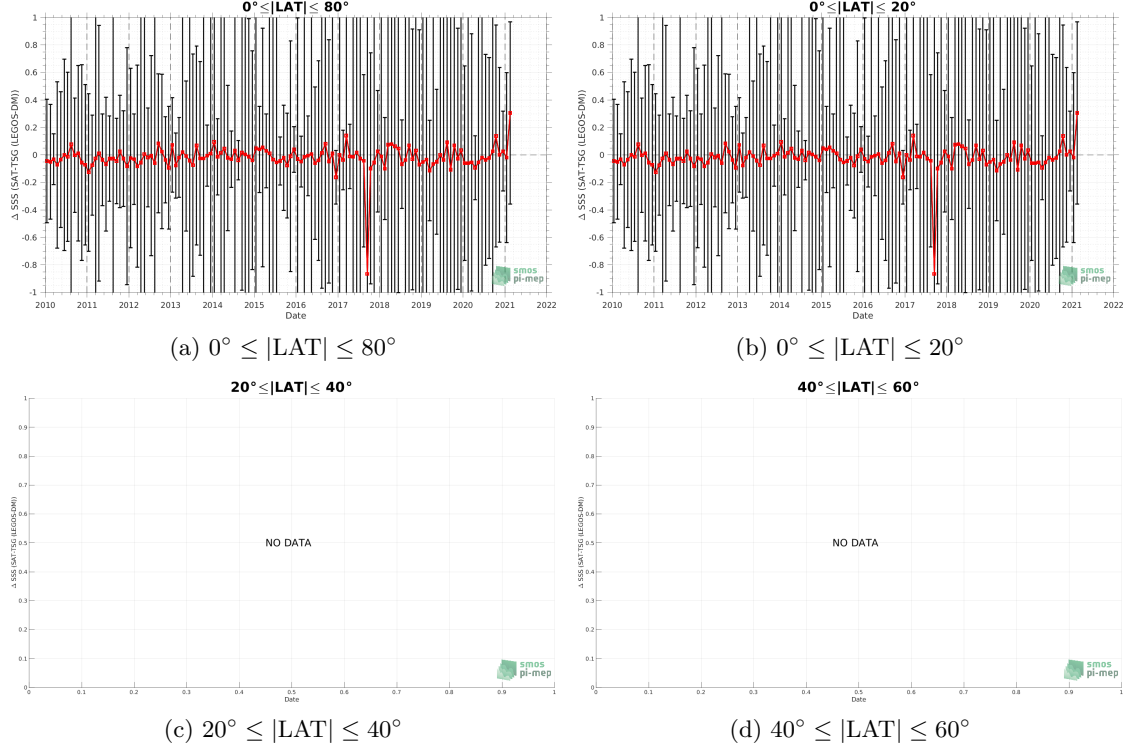 0°≤|LAT|≤ 80°
1
0.8
0.6
0.4
0.2
0
-0.2
-0.4
-0.6
-0.8
-1
Δ SSS (SAT-TSG (LEGOS-DM))
2010 2011 2012 2013 2014 2015 2016 2017 2018 2019 2020 2021 2022
Date
smos
pi-mep
(a) 0° ≤ |LAT| ≤ 80°
0°≤|LAT|≤ 20°
1
0.8
0.6
0.4
0.2
0
-0.2
-0.4
-0.6
-0.8
-1
Δ SSS (SAT-TSG (LEGOS-DM))
2010 2011 2012 2013 2014 2015 2016 2017 2018 2019 2020 2021 2022
Date
smos
pi-mep
(b) 0° ≤ |LAT| ≤ 20°
20°≤|LAT|≤ 40°
1
0.9
0.8
0.7
0.6
0.5
0.4
0.3
0.2
0.1
0
Δ SSS (SAT-TSG (LEGOS-DM))
NO DATA
0 0.1 0.2 0.3 0.4 0.5 0.6 0.7 0.8 0.9 1
Date
smos
pi-mep
(c) 20° ≤ |LAT| ≤ 40°
40°≤|LAT|≤ 60°
1
0.9
0.8
0.7
0.6
0.5
0.4
0.3
0.2
0.1
0
Δ SSS (SAT-TSG (LEGOS-DM))
NO DATA
0 0.1 0.2 0.3 0.4 0.5 0.6 0.7 0.8 0.9 1
Date
smos
pi-mep
(d) 40° ≤ |LAT| ≤ 60°